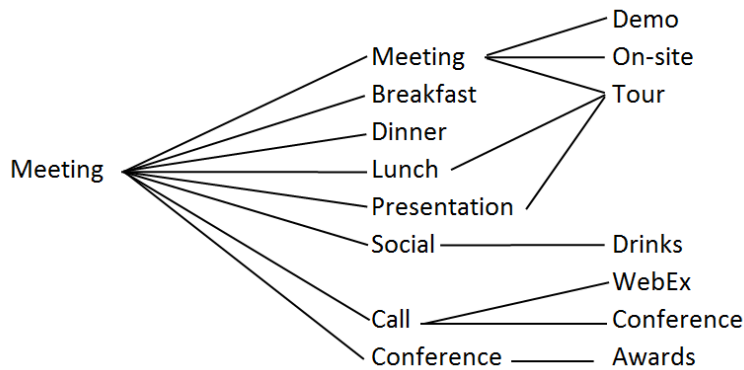 Demo
Meeting On-site
Breakfast Tour
Dinner
Meeting Lunch
Presentation
Social Drinks
WebEx
Call Conference
Conference Awards